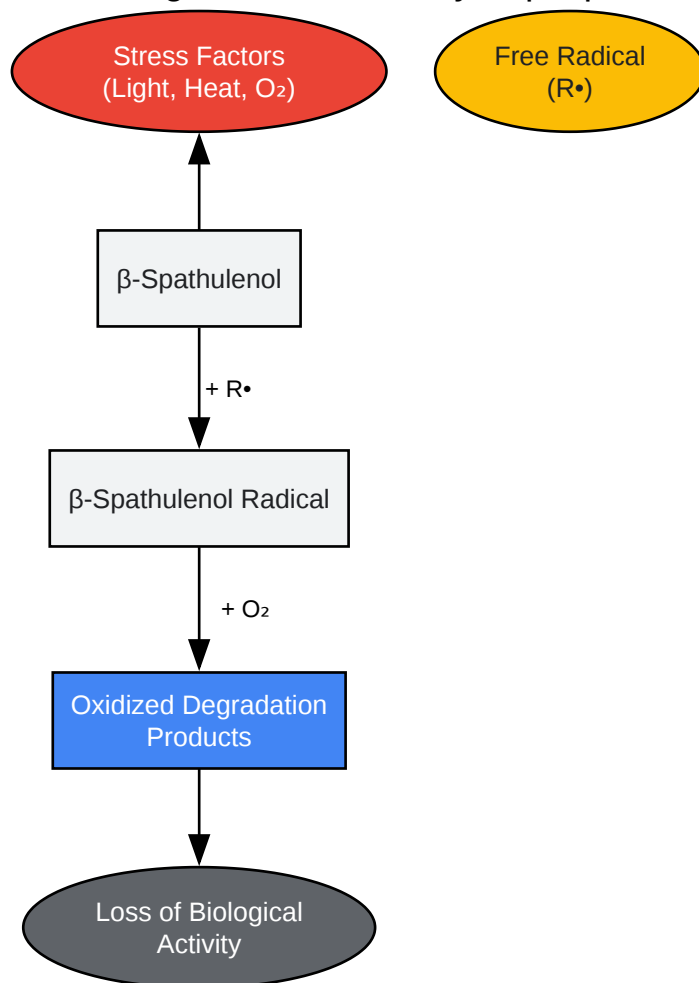 Stress Factors
(Light, Heat, O₂)
Free Radical
(R•)
β-Spathulenol
+ R•
β-Spathulenol Radical
+ O₂
Oxidized Degradation
Products
Loss of Biological
Activity